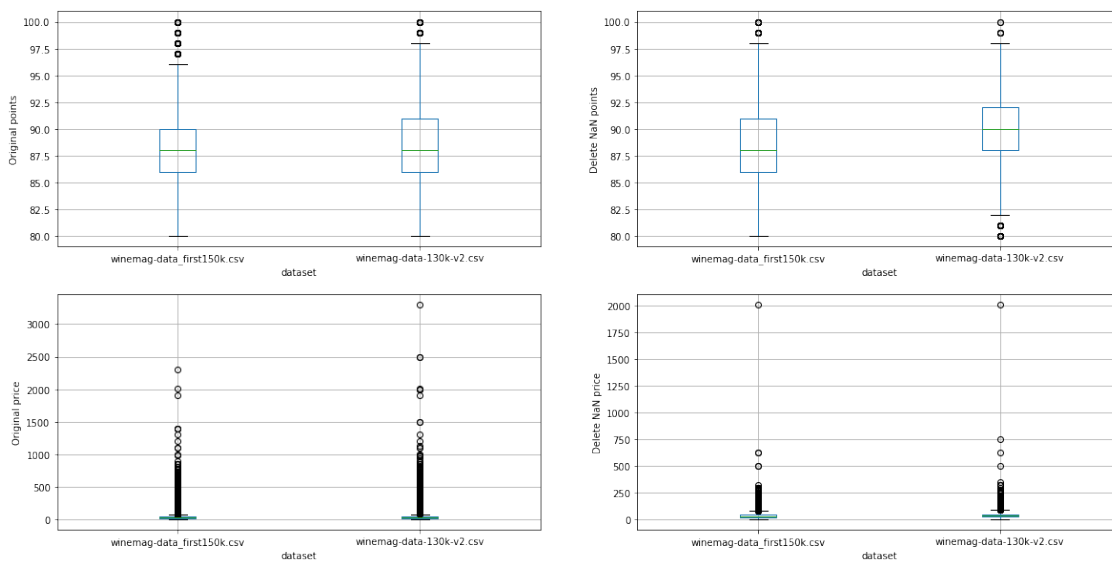 100.0
97.5
95.0
92.5
90.0
87.5
85.0
82.5
80.0
Original points
winemag-data_first150k.csv
winemag-data-130k-v2.csv
dataset
100.0
97.5
95.0
92.5
90.0
87.5
85.0
82.5
80.0
Delete NaN points
winemag-data_first150k.csv
winemag-data-130k-v2.csv
dataset
3000
2500
2000
1500
1000
500
0
Original price
winemag-data_first150k.csv
winemag-data-130k-v2.csv
dataset
2000
1750
1500
1250
1000
750
500
250
0
Delete NaN price
winemag-data_first150k.csv
winemag-data-130k-v2.csv
dataset